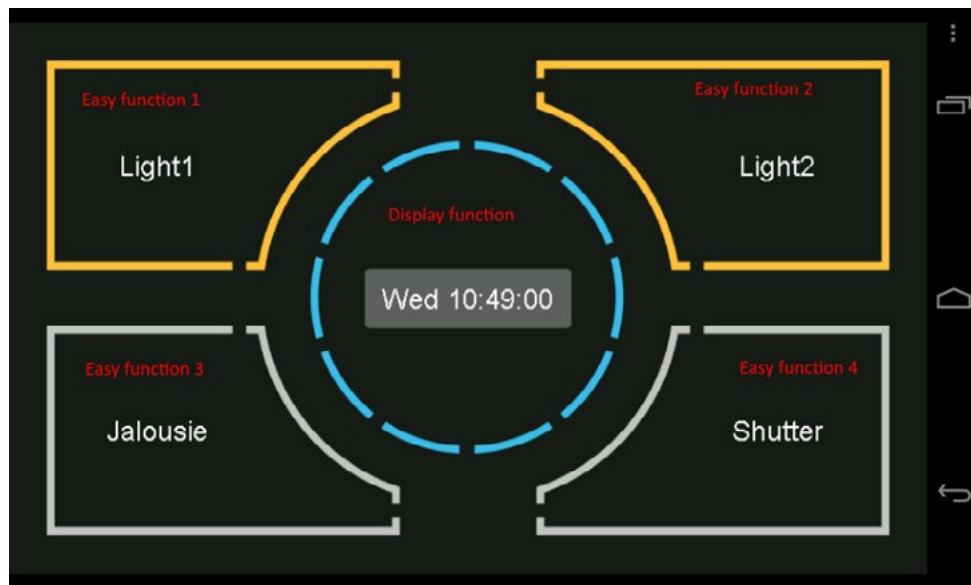 Easy function 1
Easy function 2
Light1
Light2
Display function
Wed 10:49:00
Easy function 3
Easy function 4
Jalousie
Shutter